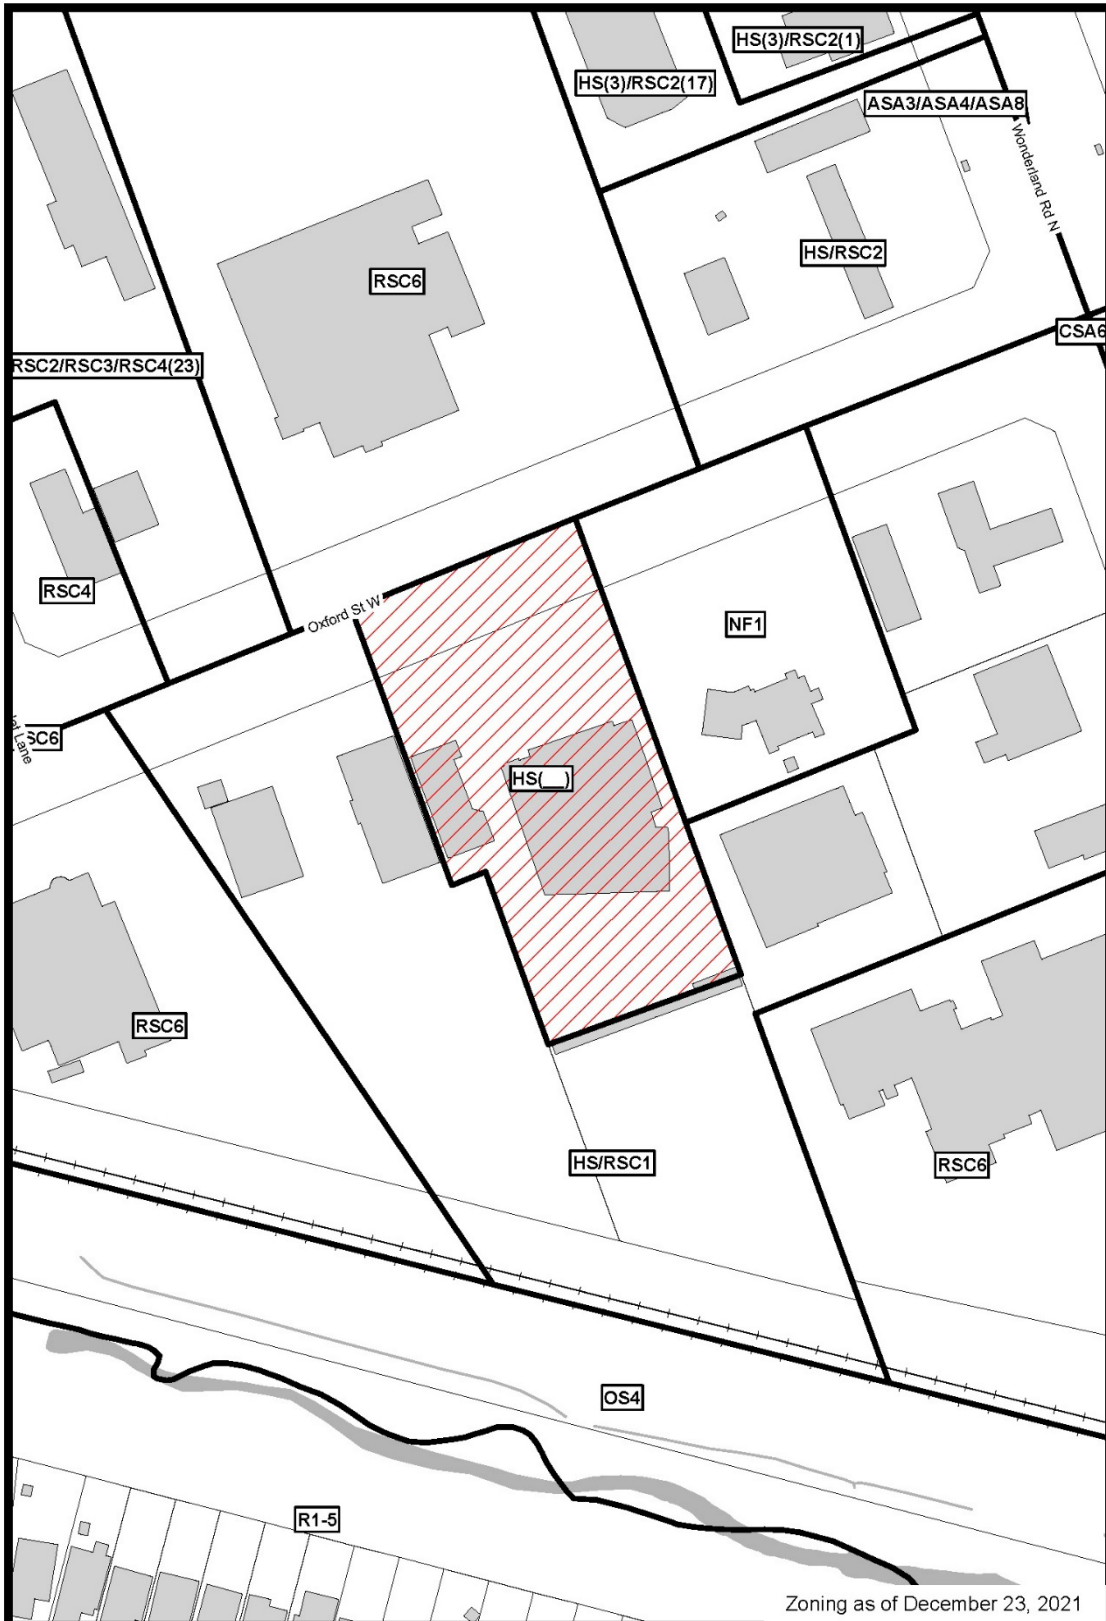 HS(3)/RSC2(1)
HS(3)/RSC2(17)
ASA3/ASA4/ASA8
Wonderland Rd N
HS/RSC2
RSC6
CSA6
RSC2/RSC3/RSC4(23)
RSC4
Oxford St W
NF1
SC6
Lane
HS(__)
RSC6
HS/RSC1
RSC6
OS4
R1-5
Zoning as of December 23, 2021